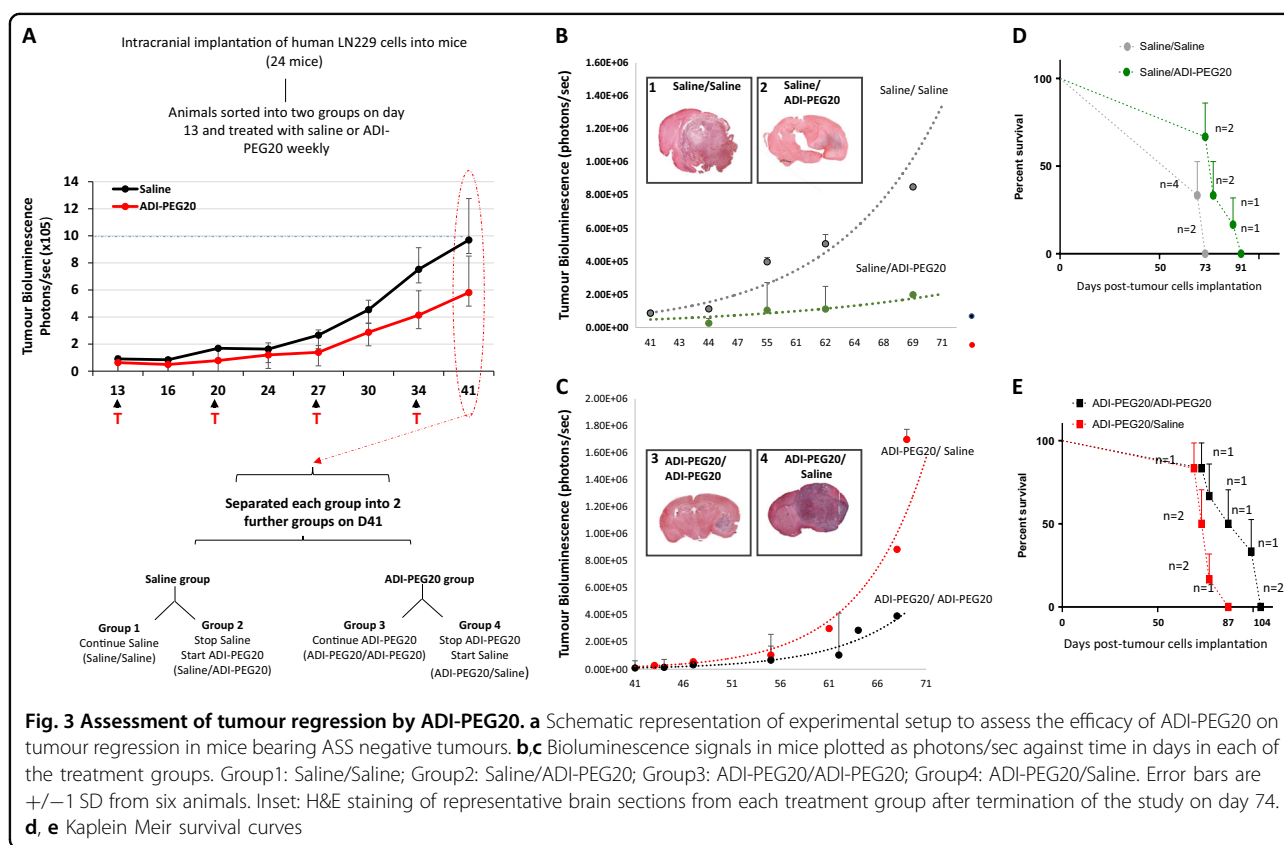 A
Intracranial implantation of human LN229 cells into mice
(24 mice)
Animals sorted into two groups on day
13 and treated with saline or ADI-
PEG20 weekly
Tumour Bioluminescence
Photons/sec (x105)
14
12
10
8
6
4
2
0
Saline
ADI-PEG20
13 16 20 24 27 30 34 41
T T T T
Separated each group into 2
further groups on D41
Saline group
ADI-PEG20 group
Group 1
Continue Saline
(Saline/Saline)
Group 2
Stop Saline
Start ADI-PEG20
(Saline/ADI-PEG20)
Group 3
Continue ADI-PEG20
(ADI-PEG20/ADI-PEG20)
Group 4
Stop ADI-PEG20
Start Saline
(ADI-PEG20/Saline)
B
Tumour Bioluminescence (photons/sec)
1.60E+06
1.40E+06
1.20E+06
1.00E+06
8.00E+05
6.00E+05
4.00E+05
2.00E+05
0.00E+00
1 Saline/Saline
2 Saline/
ADI-PEG20
Saline/ Saline
Saline/ADI-PEG20
41 43 44 47 55 62 64 68 69 71
C
Tumour Bioluminescence (photons/sec)
2.00E+06
1.80E+06
1.60E+06
1.40E+06
1.20E+06
1.00E+06
8.00E+05
6.00E+05
4.00E+05
2.00E+05
0.00E+00
3 ADI-PEG20/
ADI-PEG20
4 ADI-PEG20/
Saline
ADI-PEG20/ Saline
ADI-PEG20/ ADI-PEG20
41 46 51 56 61 66 71
D
Saline/Saline
Saline/ADI-PEG20
Percent survival
100
50
0
n=2
n=4
n=2
n=1
n=2
n=1
0 50 73 91
Days post-tumour cells implantation
E
ADI-PEG20/ADI-PEG20
ADI-PEG20/Saline
Percent survival
100
50
0
n=1
n=1
n=1
n=2
n=1
n=1
n=2
n=1
n=2
0 50 87 104
Days post-tumour cells implantation
Fig. 3 Assessment of tumour regression by ADI-PEG20. a Schematic representation of experimental setup to assess the efficacy of ADI-PEG20 on
tumour regression in mice bearing ASS negative tumours. b,c Bioluminescence signals in mice plotted as photons/sec against time in days in each of
the treatment groups. Group1: Saline/Saline; Group2: Saline/ADI-PEG20; Group3: ADI-PEG20/ADI-PEG20; Group4: ADI-PEG20/Saline. Error bars are
+/−1 SD from six animals. Inset: H&E staining of representative brain sections from each treatment group after termination of the study on day 74.
d, e Kaplein Meir survival curves